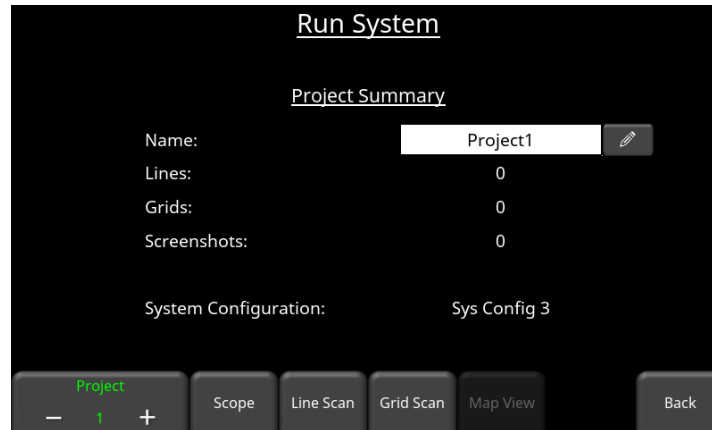 Run System
Project Summary
Name: Project1
Lines: 0
Grids: 0
Screenshots: 0
System Configuration: Sys Config 3
Project
− 1 +
Scope
Line Scan
Grid Scan
Map View
Back